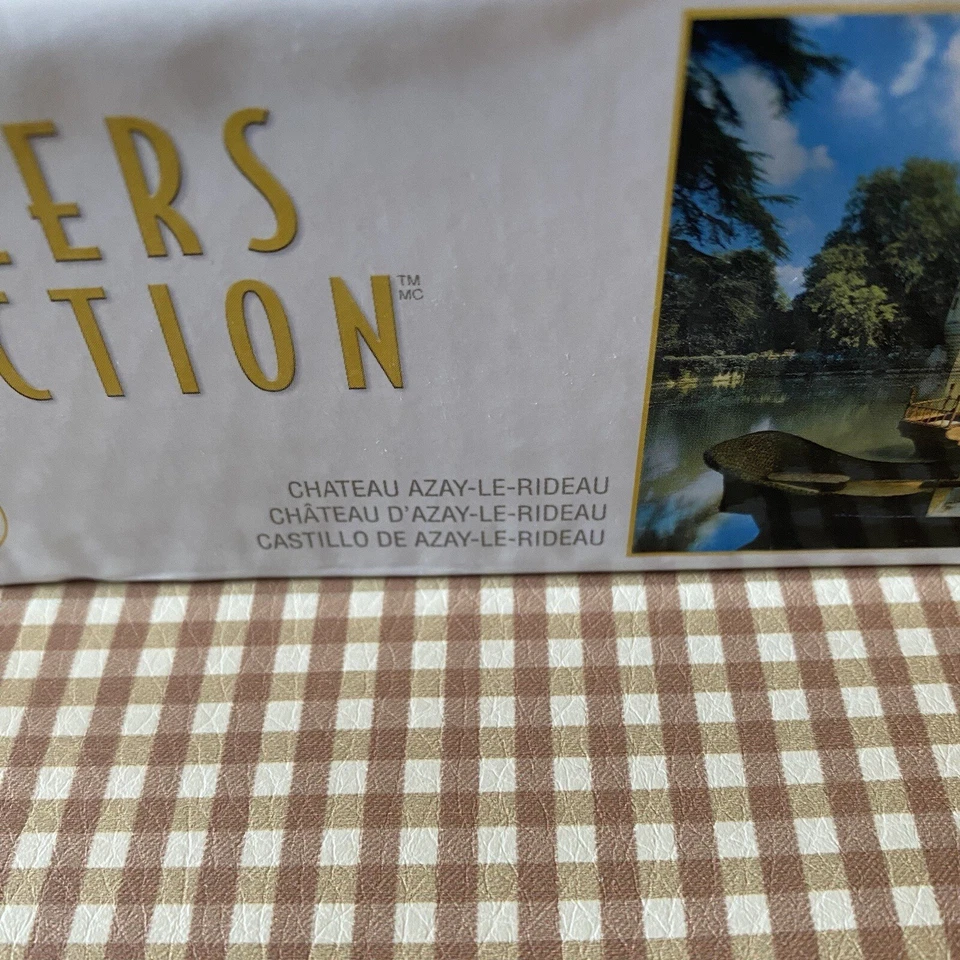 ERS
CTION
TM
MC
CHATEAU AZAY-LE-RIDEAU
CHÂTEAU D'AZAY-LE-RIDEAU
CASTILLO DE AZAY-LE-RIDEAU